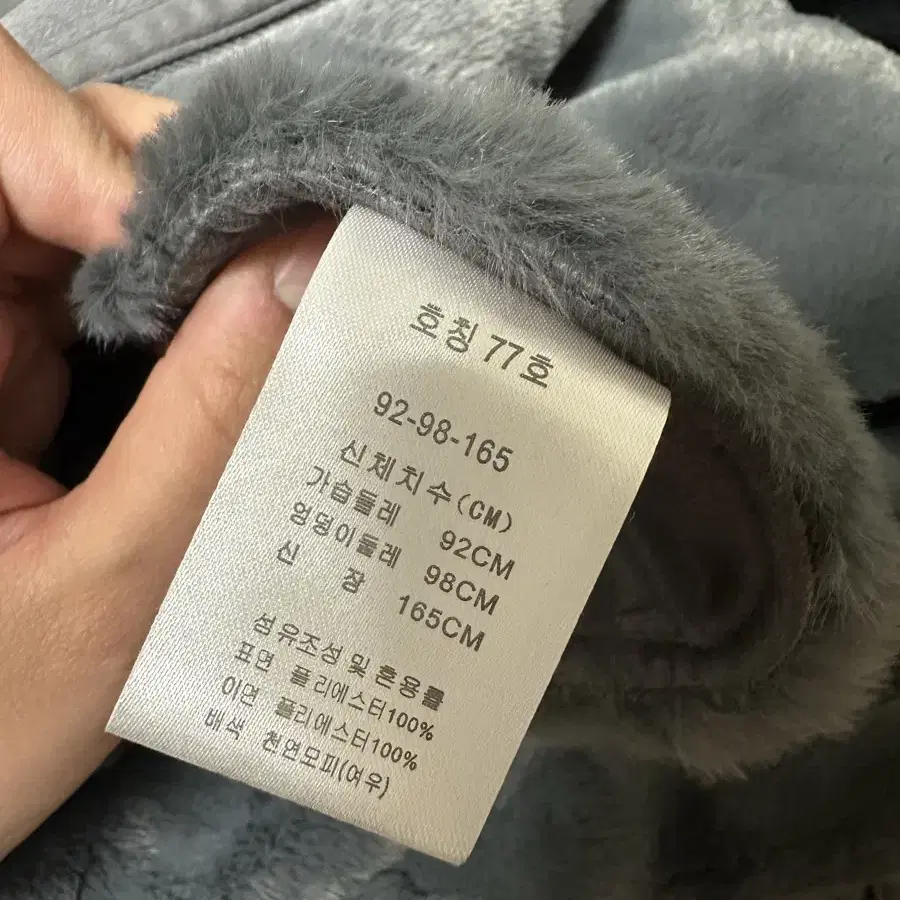 호칭 77호
92-98-165
신체치수(CM)
가슴둘레 92CM
엉덩이둘레 98CM
신 장 165CM
섬유조성 및 혼용률
표면 폴리에스터100%
이면 폴리에스터100%
배색 천연모피(여우)